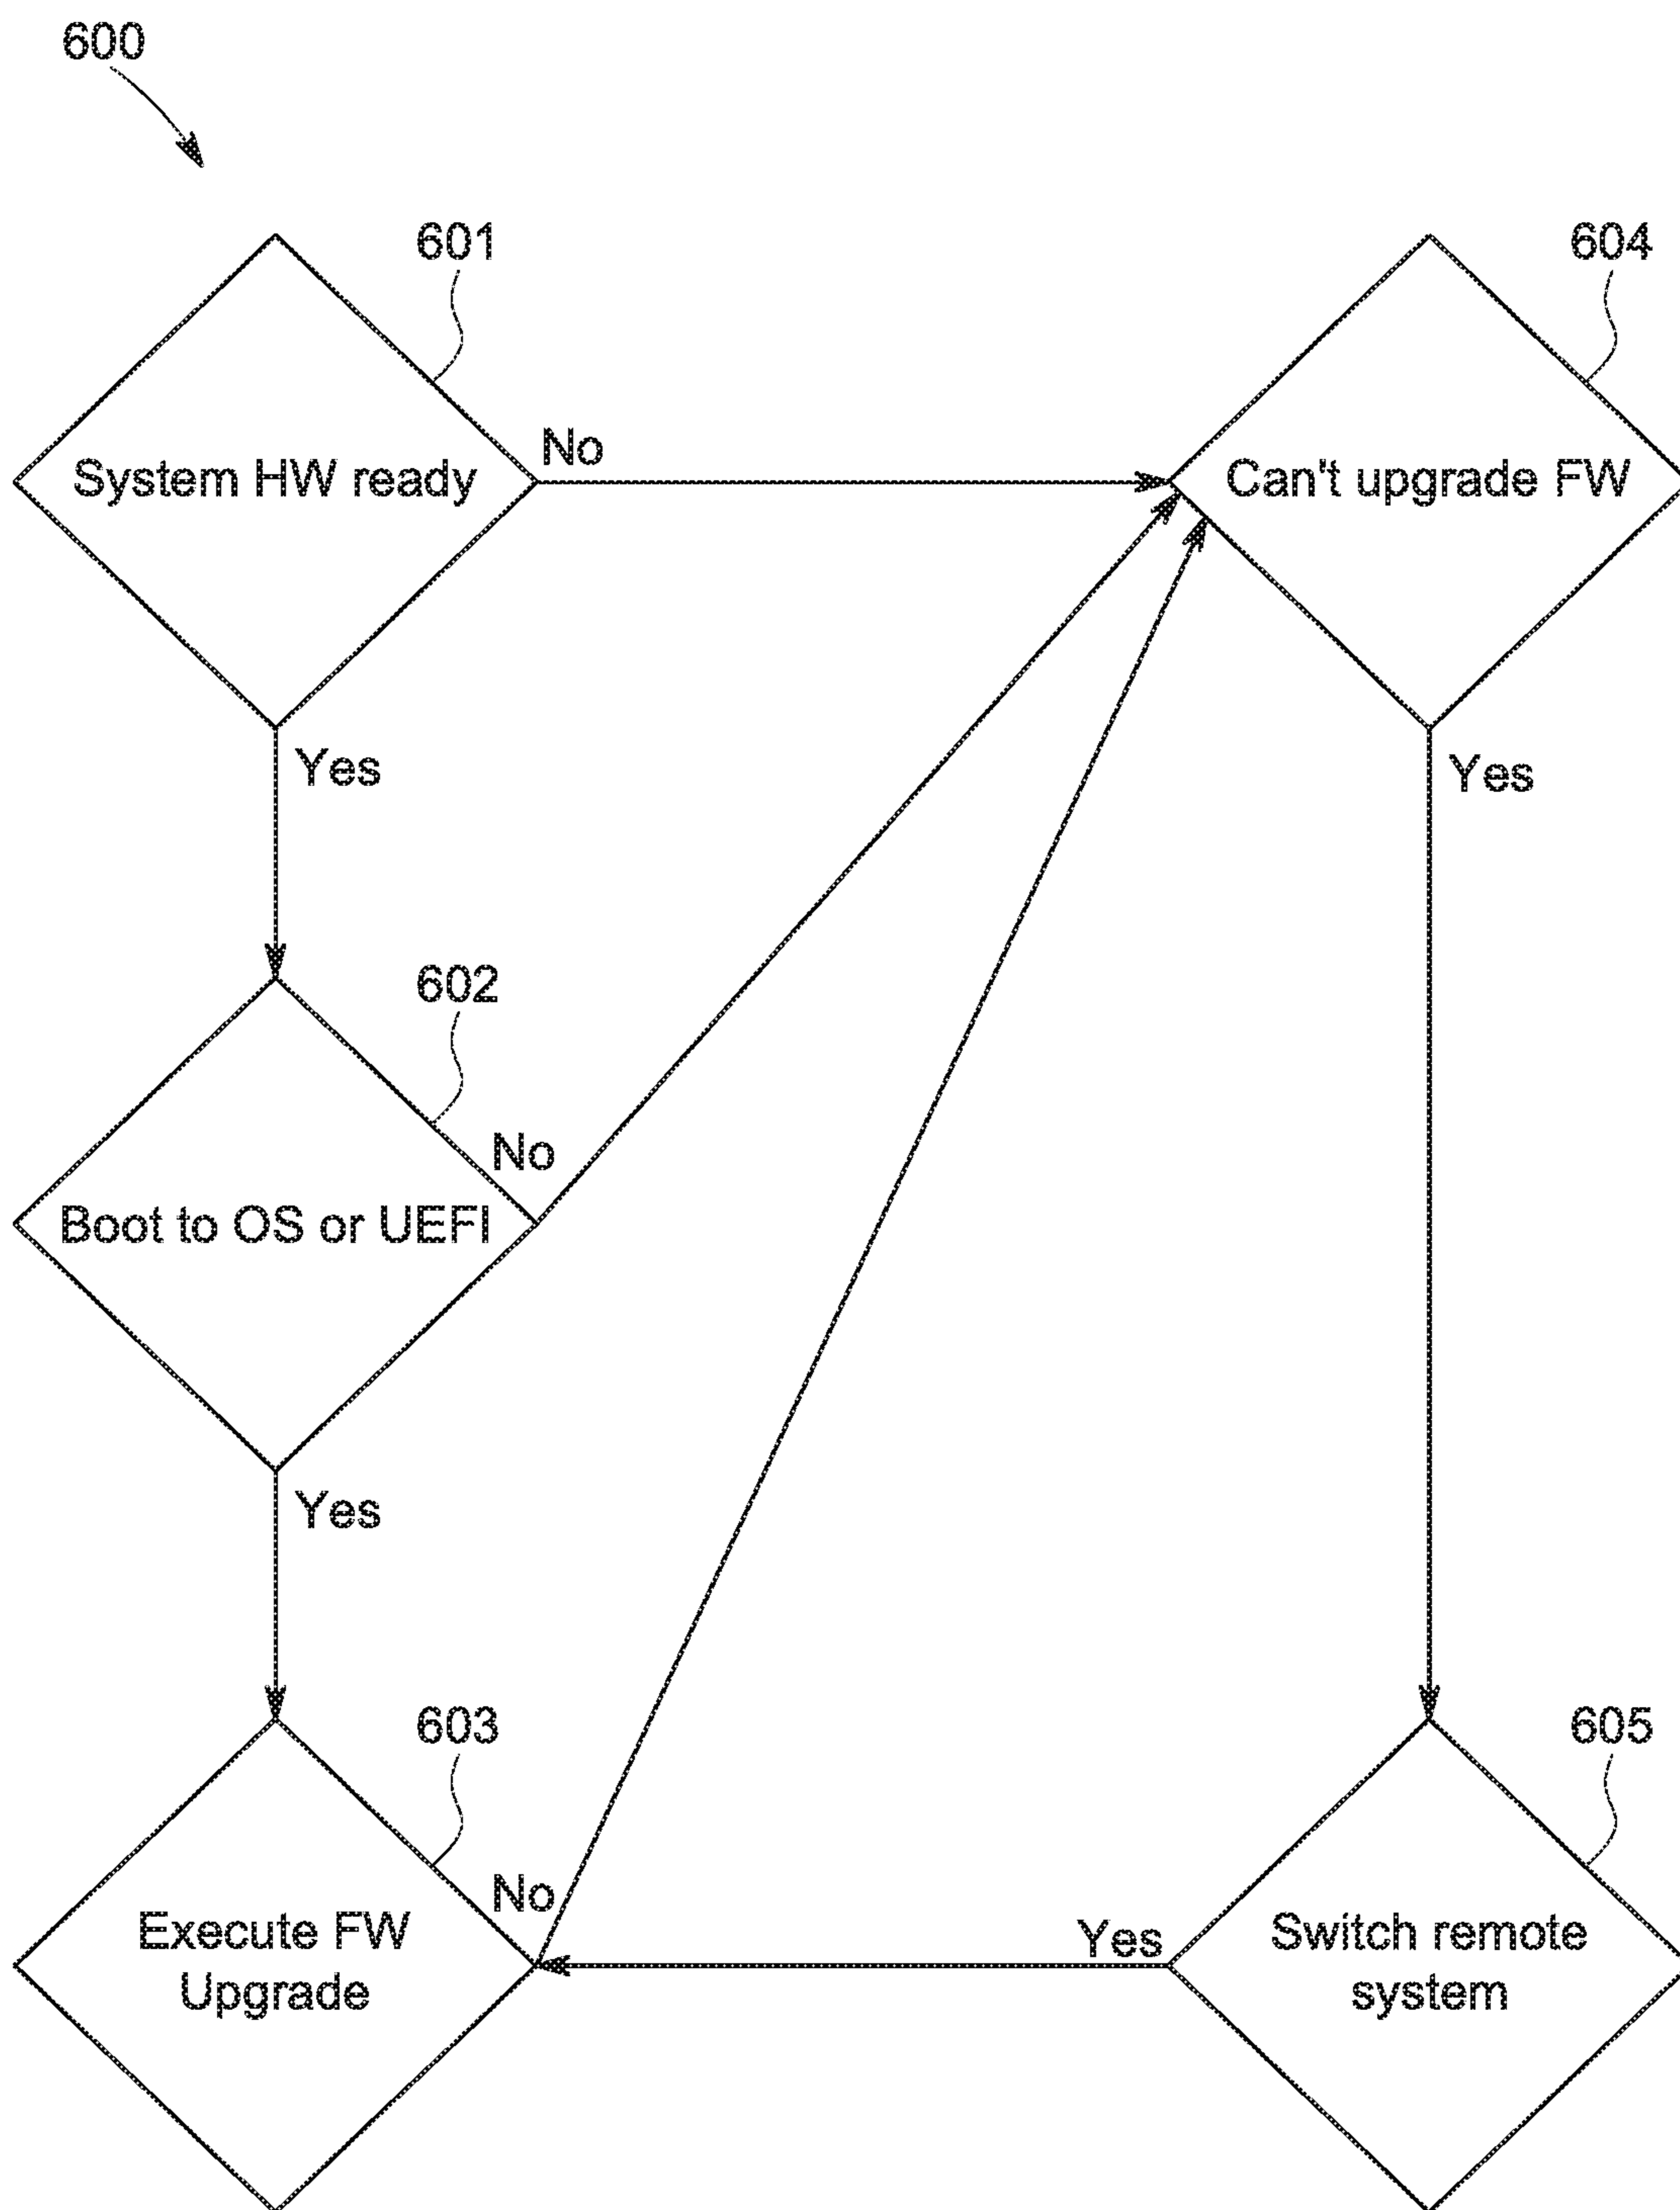 600
601
604
System HW ready
No
Can't upgrade FW
Yes
Yes
602
No
Boot to OS or UEFI
Yes
603
605
No
Execute FW
Upgrade
Yes
Switch remote
system